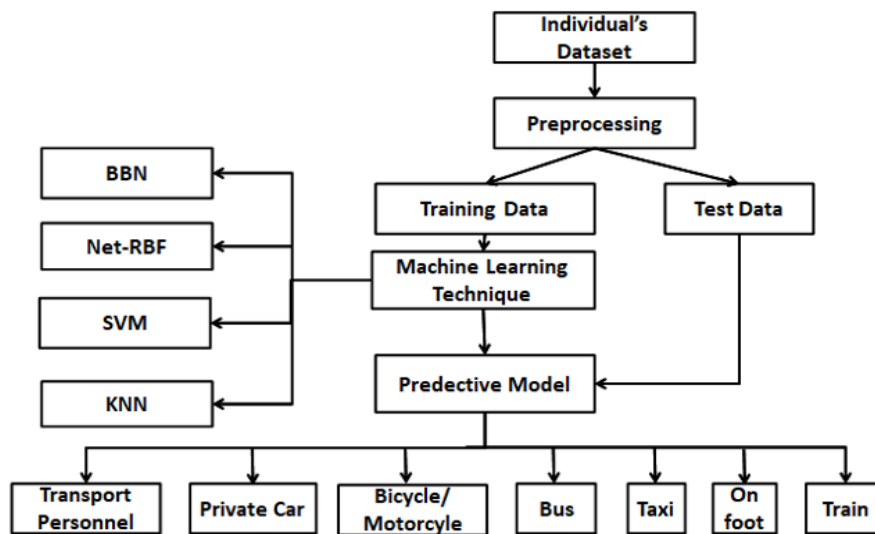 Individual's
Dataset
Preprocessing
BBN
Training Data
Test Data
Net-RBF
Machine Learning
Technique
SVM
Predective Model
KNN
Transport
Personnel
Private Car
Bicycle/
Motorcyle
Bus
Taxi
On
foot
Train